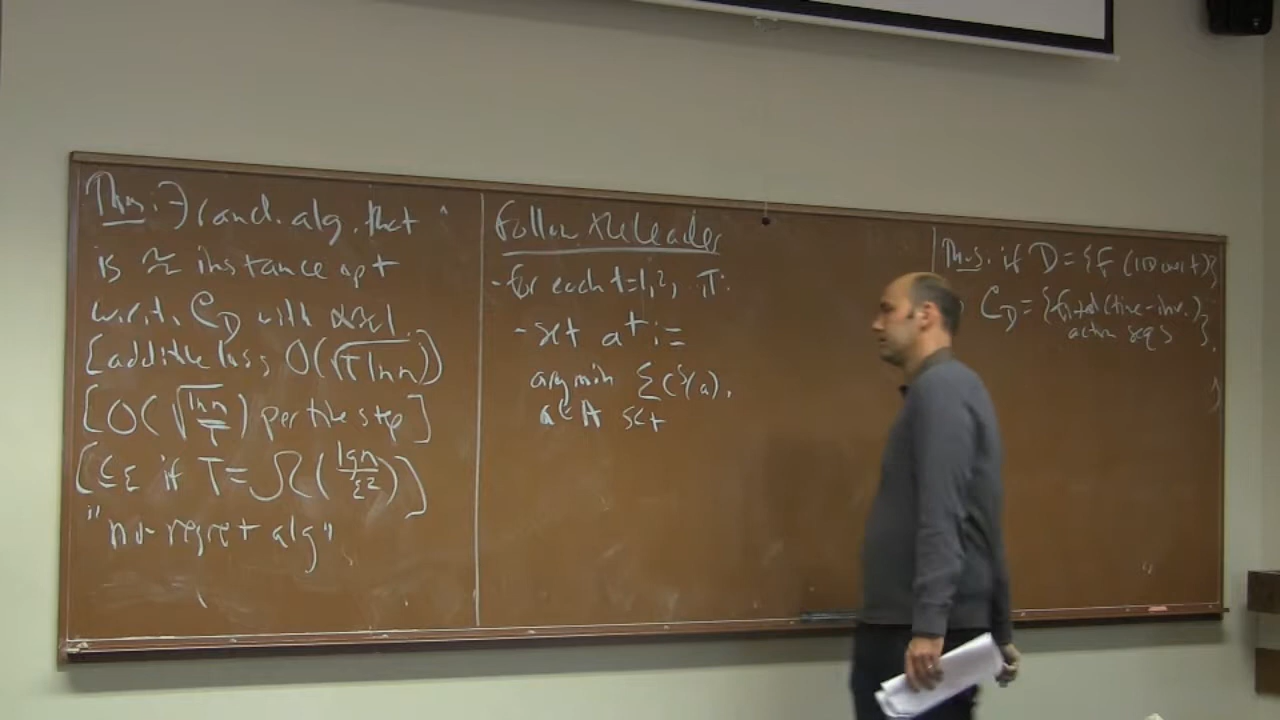 Thm: ∃ rand. alg. that
is ≈ instance opt
w.r.t. C_D with α≈1.
[additive loss O(√(T ln n))]
[O(√(ln n / T)) per time step]
[≤ε if T=Ω(ln n / ε²)]
"no-regret alg"
Follow the Leader
- for each t=1,2, ,T:
- set a^t :=
argmin Σ c^s(a).
a∈A s<t
Thus: if D={F (i.i.d. wrt)}
C_D = {fixed (time-inv.)
action seqs }.